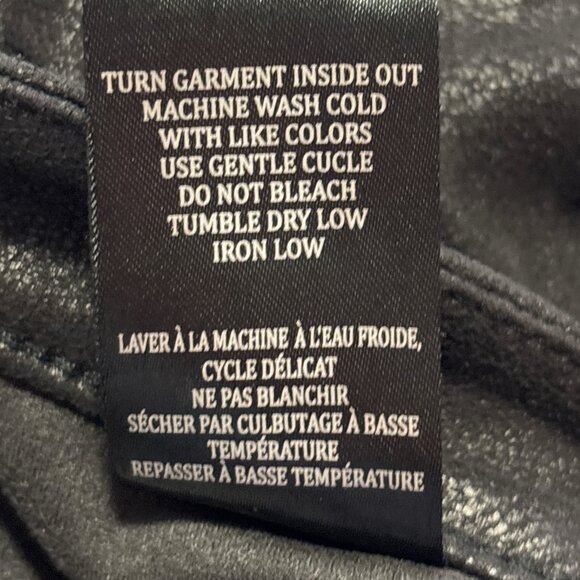 TURN GARMENT INSIDE OUT
MACHINE WASH COLD
WITH LIKE COLORS
USE GENTLE CUCLE
DO NOT BLEACH
TUMBLE DRY LOW
IRON LOW
LAVER À LA MACHINE À L'EAU FROIDE,
CYCLE DÉLICAT
NE PAS BLANCHIR
SÉCHER PAR CULBUTAGE À BASSE
TEMPÉRATURE
REPASSER À BASSE TEMPÉRATURE